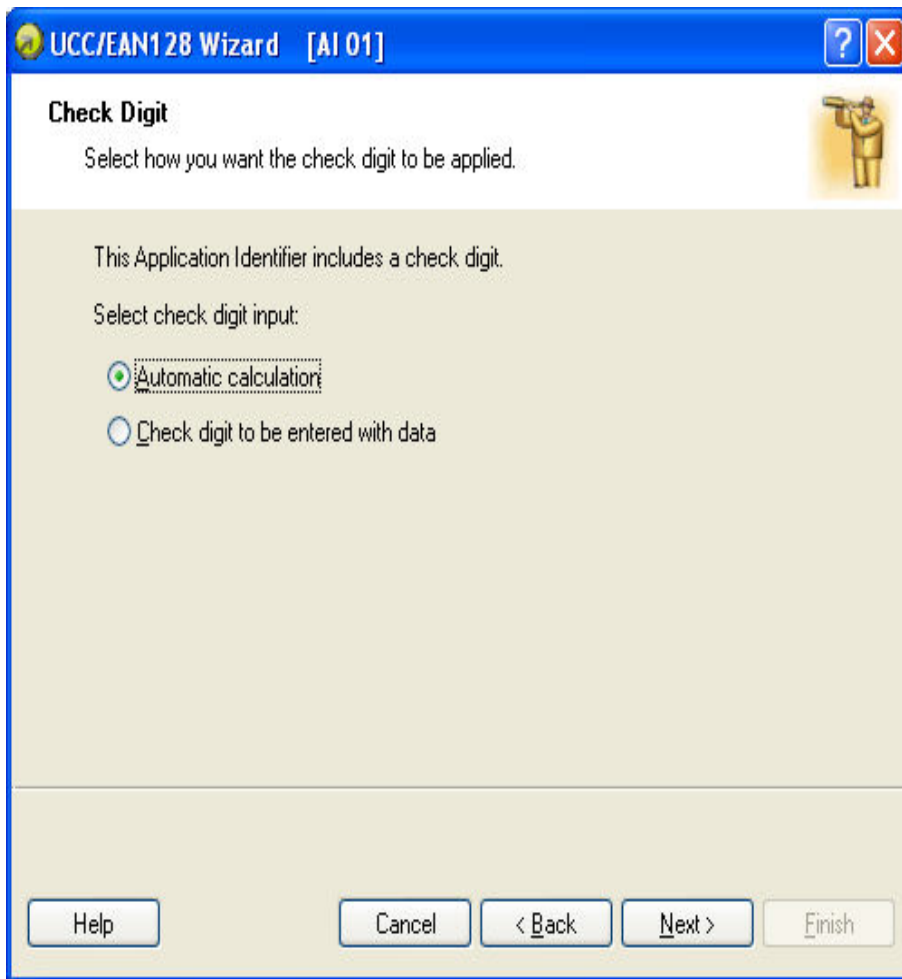 UCC/EAN128 Wizard [AI 01]
Check Digit
Select how you want the check digit to be applied.
This Application Identifier includes a check digit.
Select check digit input:
Automatic calculation
Check digit to be entered with data
Help Cancel < Back Next > Finish